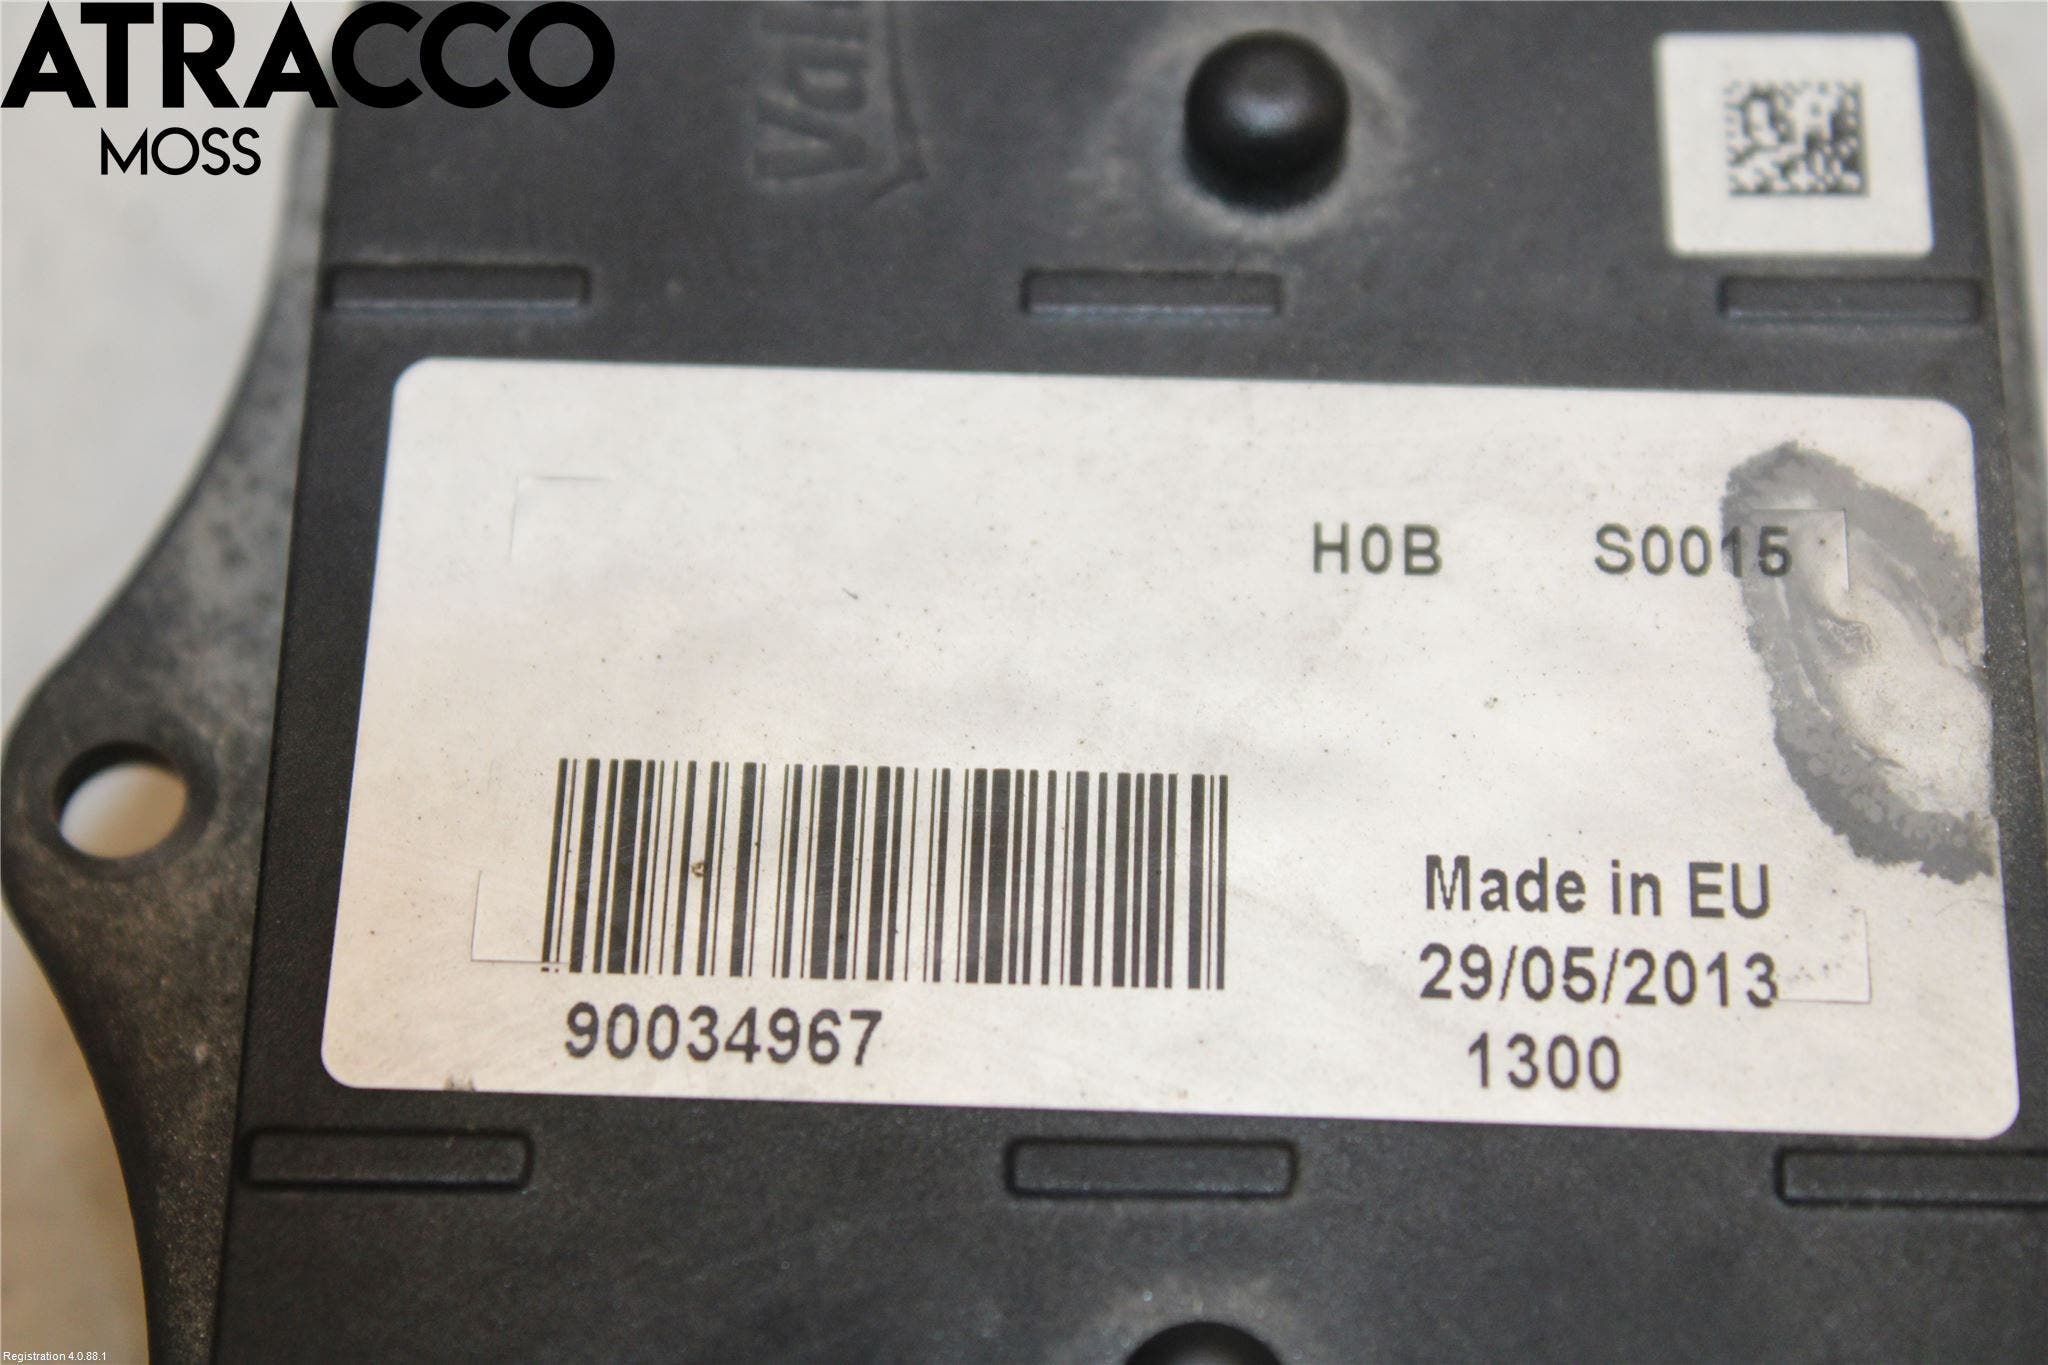 ATRACCO
MOSS
H0B S0015
Made in EU
90034967
29/05/2013
1300
Registration 4.0.88.1